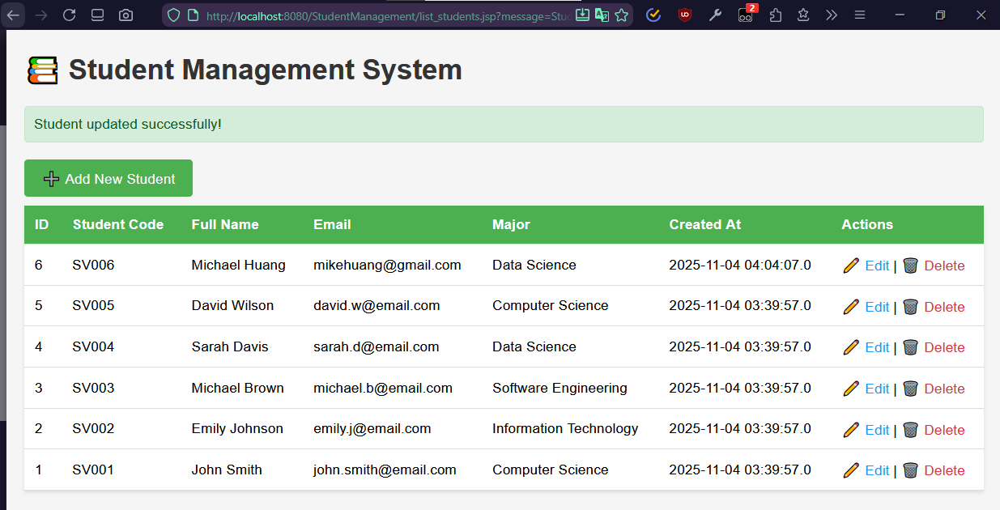 http://localhost:8080/StudentManagement/list_students.jsp?message=Stu
2
Student Management System
Student updated successfully!
Add New Student
ID Student Code Full Name Email Major Created At Actions
6 SV006 Michael Huang mikehuang@gmail.com Data Science 2025-11-04 04:04:07.0 Edit | Delete
5 SV005 David Wilson david.w@email.com Computer Science 2025-11-04 03:39:57.0 Edit | Delete
4 SV004 Sarah Davis sarah.d@email.com Data Science 2025-11-04 03:39:57.0 Edit | Delete
3 SV003 Michael Brown michael.b@email.com Software Engineering 2025-11-04 03:39:57.0 Edit | Delete
2 SV002 Emily Johnson emily.j@email.com Information Technology 2025-11-04 03:39:57.0 Edit | Delete
1 SV001 John Smith john.smith@email.com Computer Science 2025-11-04 03:39:57.0 Edit | Delete